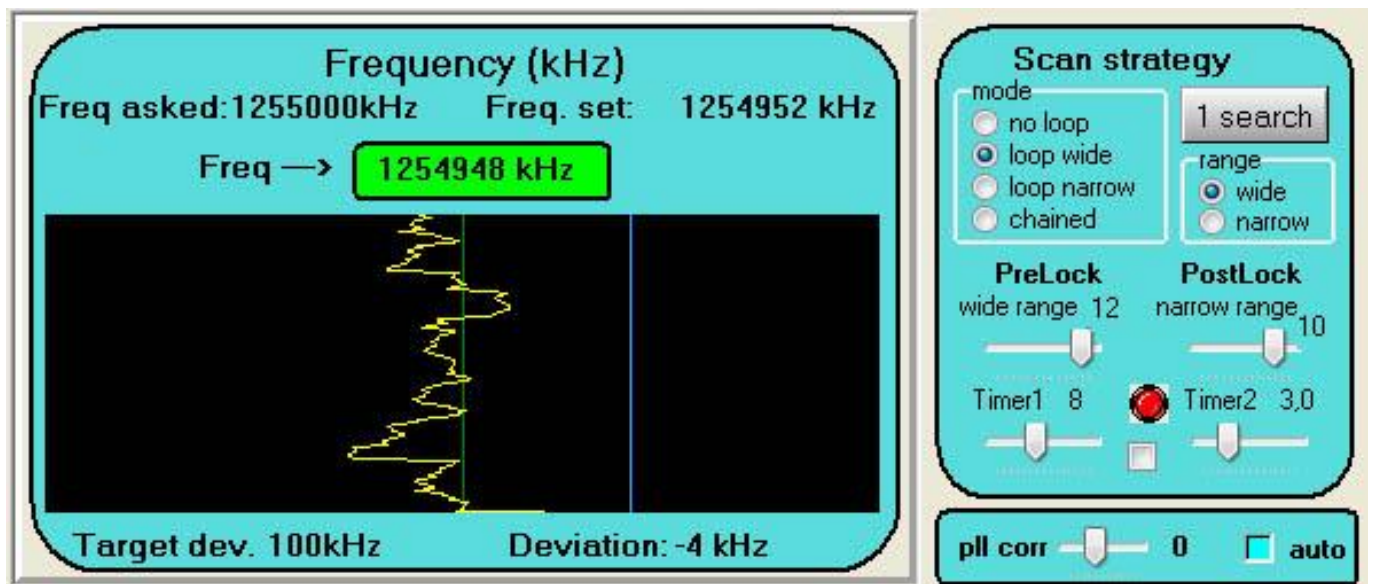 Frequency (kHz)
Freq asked:1255000kHz Freq. set: 1254952 kHz
Freq —> 1254948 kHz
Target dev. 100kHz Deviation: -4 kHz
Scan strategy
mode
no loop
loop wide
loop narrow
chained
1 search
range
wide
narrow
PreLock PostLock
wide range 12 narrow range 10
Timer1 8 Timer2 3,0
pll corr 0 auto